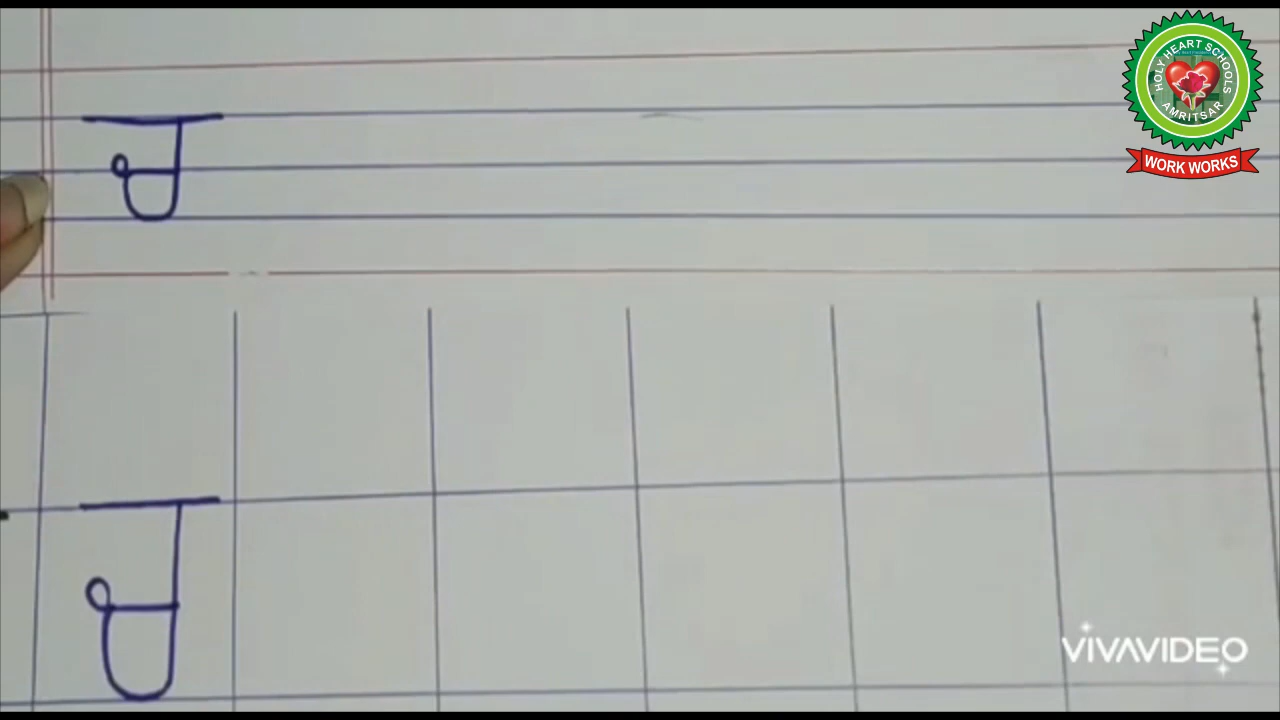 HOLY HEART SCHOOLS
AMRITSAR
WORK WORKS
ਚ
ਚ
VIVAVIDEO